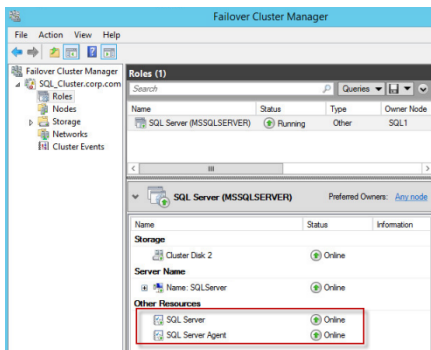 Failover Cluster Manager
File Action View Help
Failover Cluster Manager
SQL_Cluster.corp.com
Roles
Nodes
Storage
Networks
Cluster Events
Roles (1)
Search Queries
Name Status Type Owner Node
SQL Server (MSSQLSERVER) Running Other SQL1
SQL Server (MSSQLSERVER) Preferred Owners: Any node
Name Status Information
Storage
Cluster Disk 2 Online
Server Name
Name: SQLServer Online
Other Resources
SQL Server Online
SQL Server Agent Online